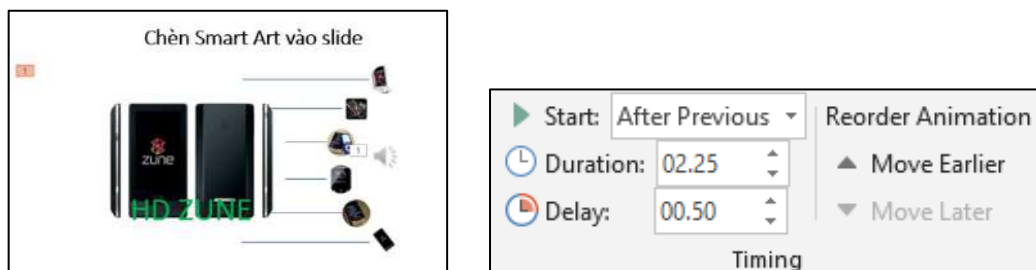 Chèn Smart Art vào slide
1
zune
1
HD ZUNE
Start: After Previous
Duration: 02.25
Delay: 00.50
Reorder Animation
Move Earlier
Move Later
Timing